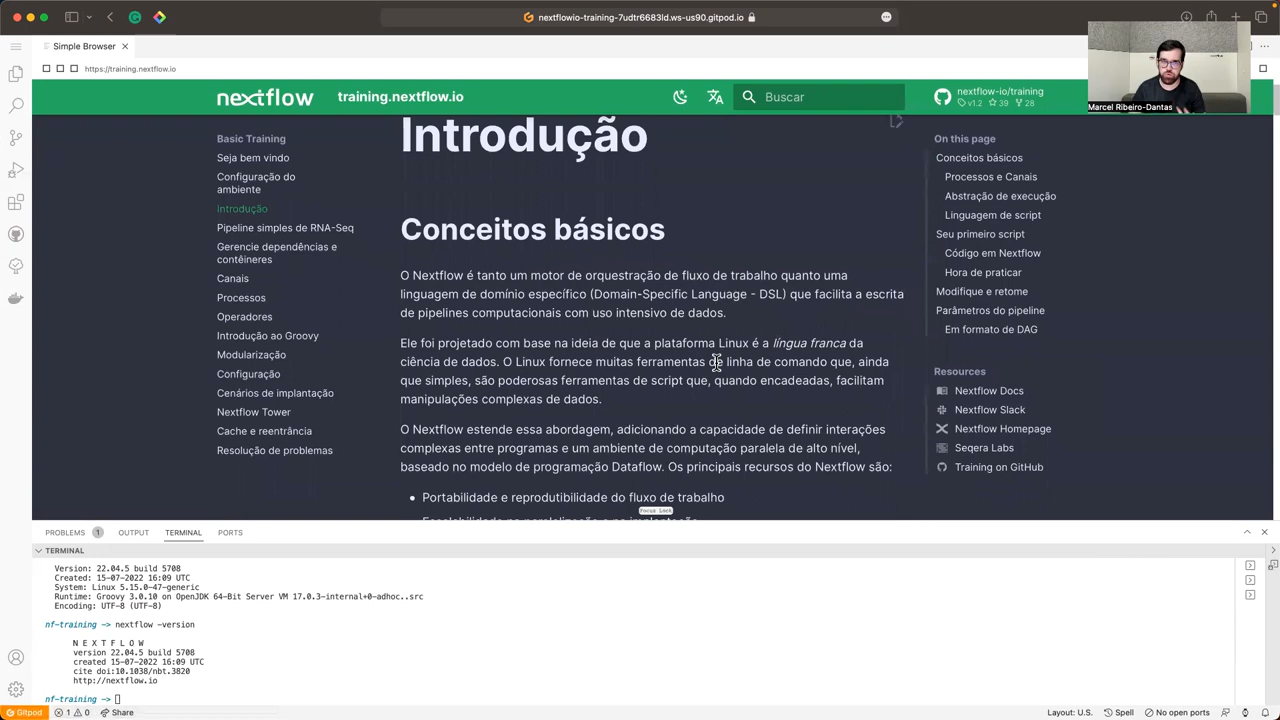 nextflowio-training-7udtr6683ld.ws-us90.gitpod.io
Simple Browser
https://training.nextflow.io
Marcel Ribeiro-Dantas
nextflow
training.nextflow.io
Buscar
nextflow-io/training
v1.2 39 28
Basic Training
Seja bem vindo
Configuração do
ambiente
Introdução
Pipeline simples de RNA-Seq
Gerencie dependências e
contêineres
Canais
Processos
Operadores
Introdução ao Groovy
Modularização
Configuração
Cenários de implantação
Nextflow Tower
Cache e reentrância
Resolução de problemas
Introdução
Conceitos básicos
O Nextflow é tanto um motor de orquestração de fluxo de trabalho quanto uma
linguagem de domínio específico (Domain-Specific Language - DSL) que facilita a escrita
de pipelines computacionais com uso intensivo de dados.
Ele foi projetado com base na ideia de que a plataforma Linux é a língua franca da
ciência de dados. O Linux fornece muitas ferramentas de linha de comando que, ainda
que simples, são poderosas ferramentas de script que, quando encadeadas, facilitam
manipulações complexas de dados.
O Nextflow estende essa abordagem, adicionando a capacidade de definir interações
complexas entre programas e um ambiente de computação paralela de alto nível,
baseado no modelo de programação Dataflow. Os principais recursos do Nextflow são:
• Portabilidade e reprodutibilidade do fluxo de trabalho
Focus Lock
On this page
Conceitos básicos
Processos e Canais
Abstração de execução
Linguagem de script
Seu primeiro script
Código em Nextflow
Hora de praticar
Modifique e retome
Parâmetros do pipeline
Em formato de DAG
Resources
Nextflow Docs
Nextflow Slack
Nextflow Homepage
Seqera Labs
Training on GitHub
PROBLEMS 1 OUTPUT TERMINAL PORTS
TERMINAL
Version: 22.04.5 build 5708
Created: 15-07-2022 16:09 UTC
System: Linux 5.15.0-47-generic
Runtime: Groovy 3.0.10 on OpenJDK 64-Bit Server VM 17.0.3-internal+0-adhoc..src
Encoding: UTF-8 (UTF-8)
nf-training -> nextflow -version
N E X T F L O W
version 22.04.5 build 5708
created 15-07-2022 16:09 UTC
cite doi:10.1038/nbt.3820
http://nextflow.io
nf-training ->
Gitpod 1 0 Share
Layout: U.S. Spell No open ports